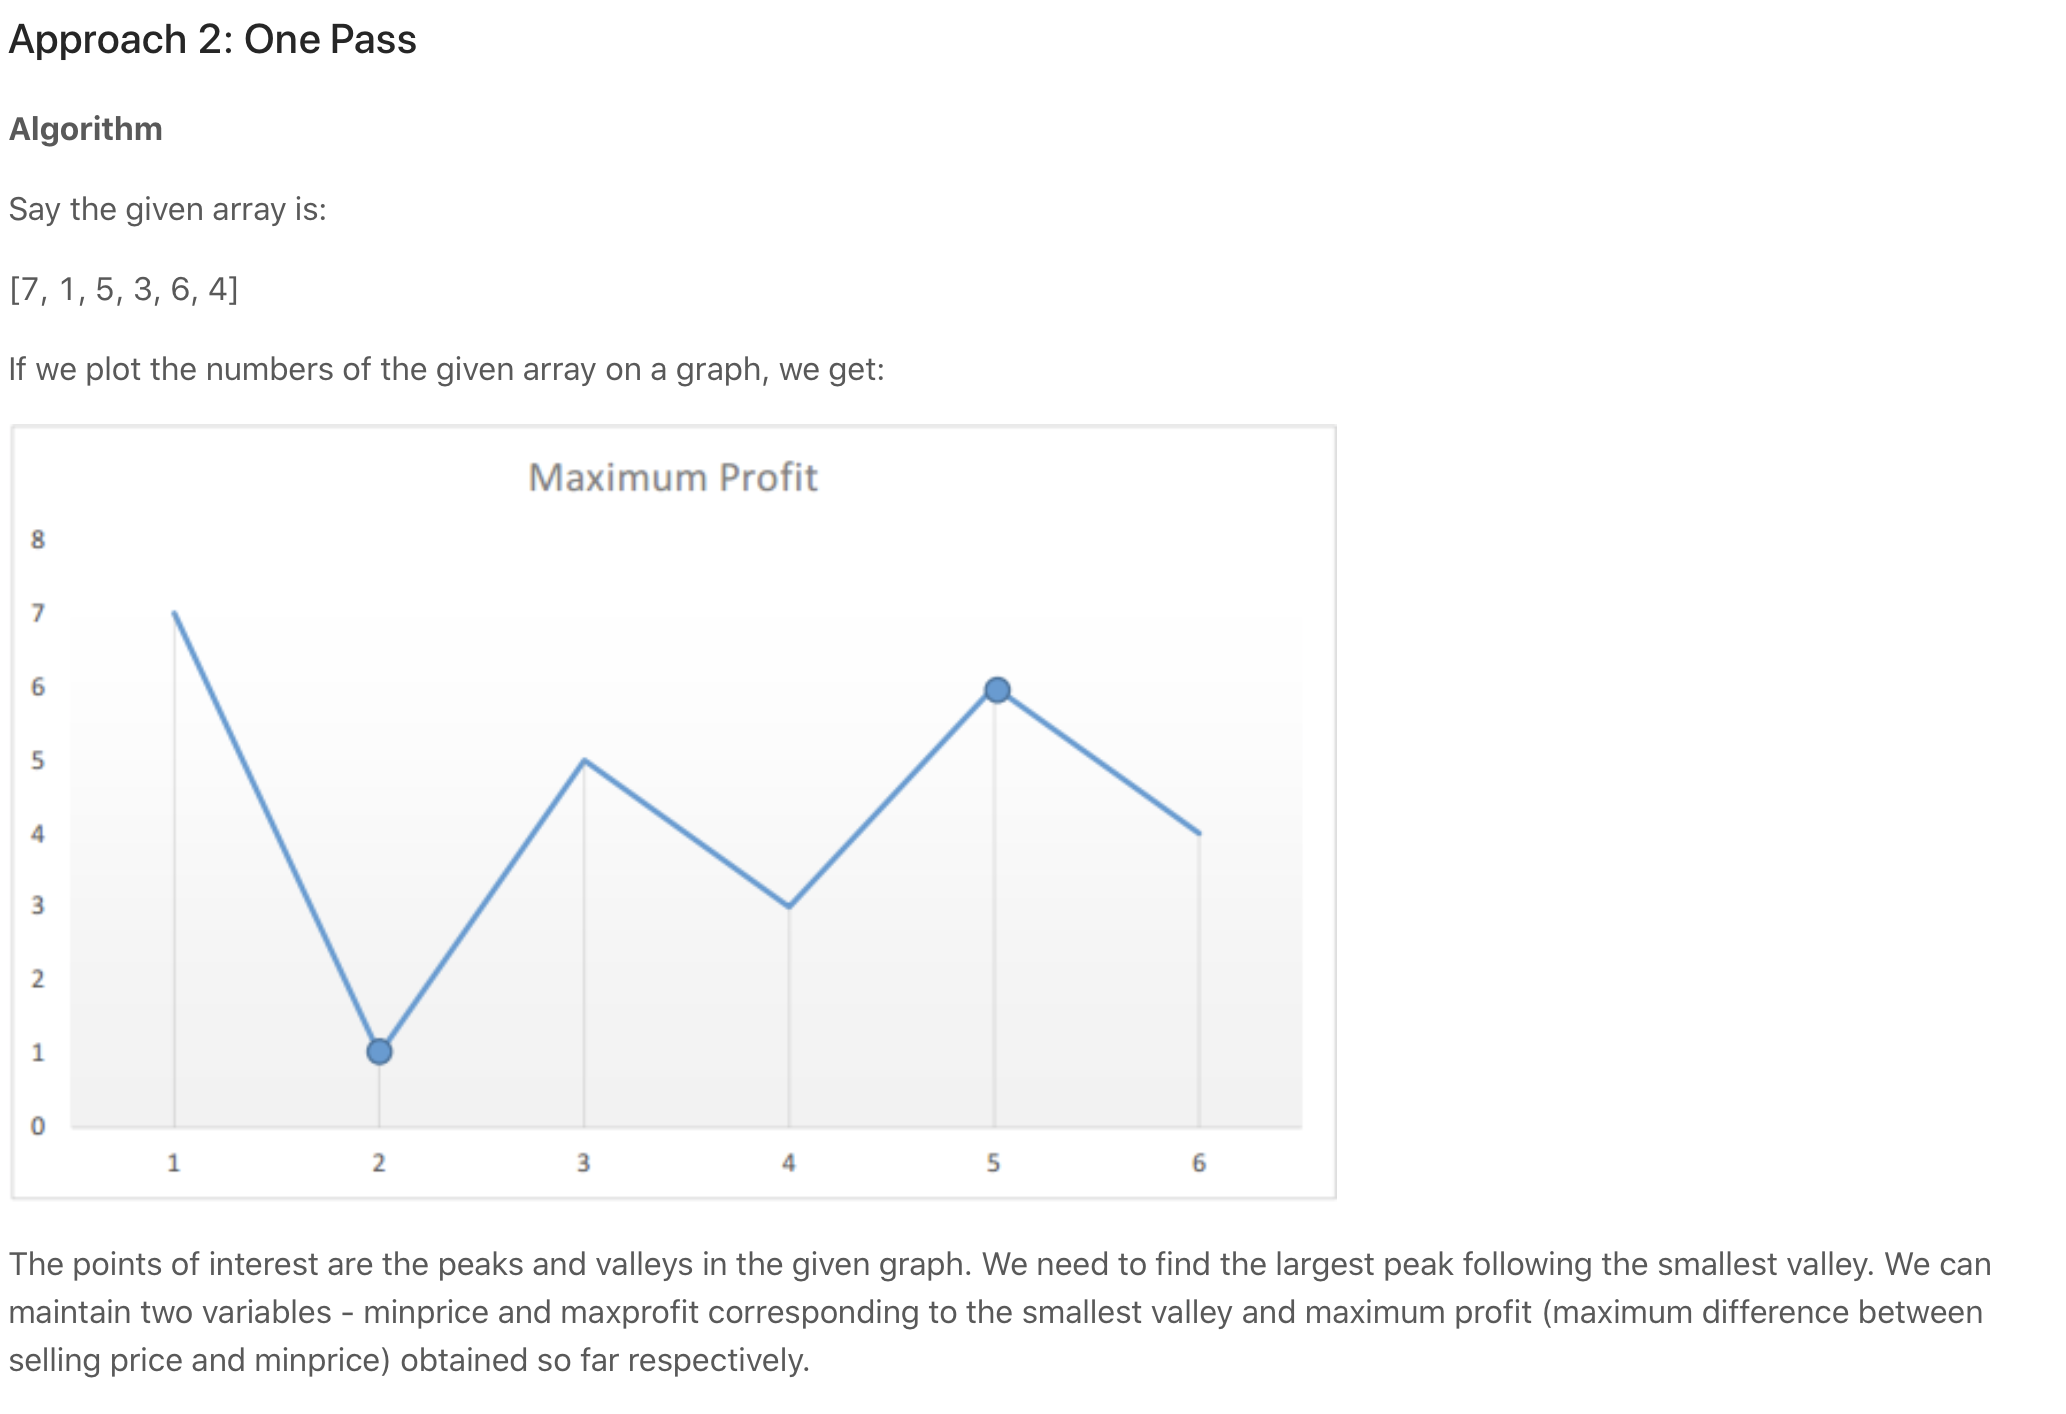 Approach 2: One Pass
Algorithm
Say the given array is:
[7, 1, 5, 3, 6, 4]
If we plot the numbers of the given array on a graph, we get:
Maximum Profit
8
7
6
5
4
3
2
1
0
1 2 3 4 5 6
The points of interest are the peaks and valleys in the given graph. We need to find the largest peak following the smallest valley. We can
maintain two variables - minprice and maxprofit corresponding to the smallest valley and maximum profit (maximum difference between
selling price and minprice) obtained so far respectively.